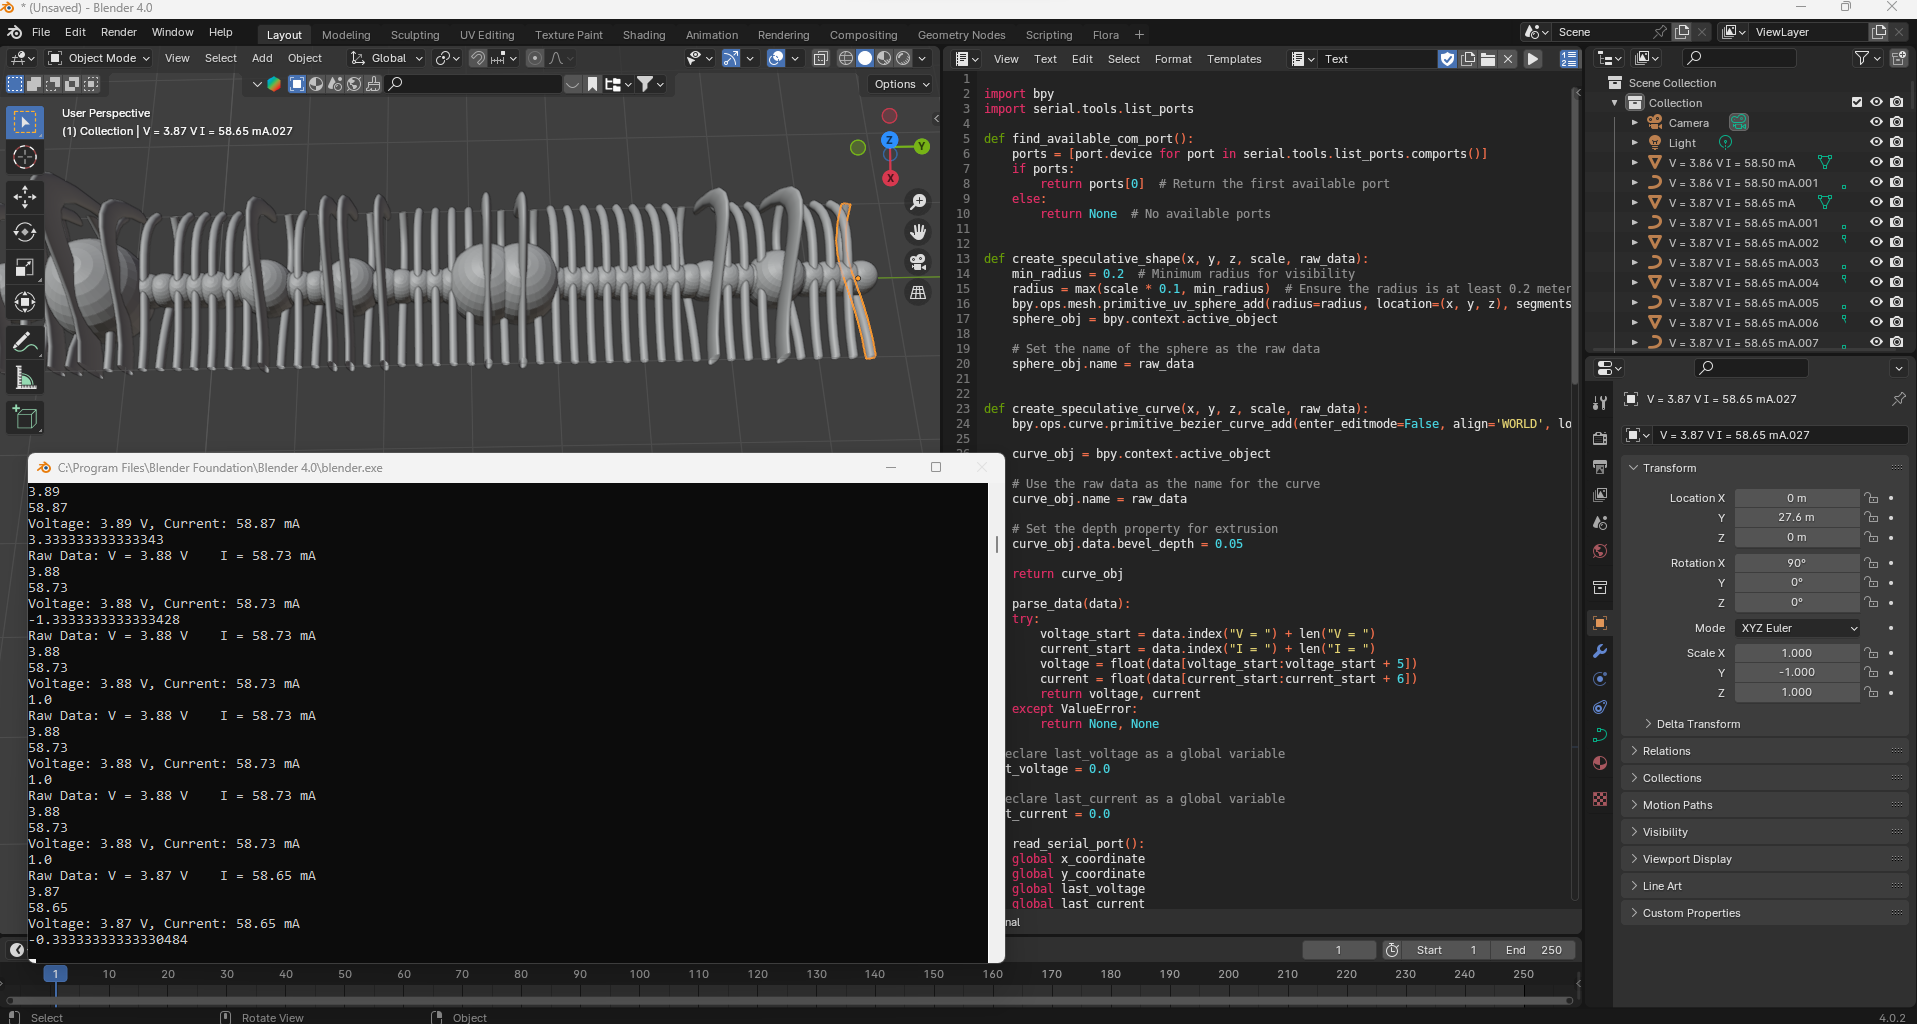 * (Unsaved) - Blender 4.0
File Edit Render Window Help
Layout Modeling Sculpting UV Editing Texture Paint Shading Animation Rendering Compositing Geometry Nodes Scripting Flora +
Scene ViewLayer
Object Mode View Select Add Object Global
Options
User Perspective
(1) Collection | V = 3.87 V I = 58.65 mA.027
Z
Y
X
View Text Edit Select Format Templates Text
1
2 import bpy
3 import serial.tools.list_ports
4
5 def find_available_com_port():
6 ports = [port.device for port in serial.tools.list_ports.comports()]
7 if ports:
8 return ports[0] # Return the first available port
9 else:
10 return None # No available ports
11
12
13 def create_speculative_shape(x, y, z, scale, raw_data):
14 min_radius = 0.2 # Minimum radius for visibility
15 radius = max(scale * 0.1, min_radius) # Ensure the radius is at least 0.2 meter
16 bpy.ops.mesh.primitive_uv_sphere_add(radius=radius, location=(x, y, z), segments
17 sphere_obj = bpy.context.active_object
18
19 # Set the name of the sphere as the raw data
20 sphere_obj.name = raw_data
21
22
23 def create_speculative_curve(x, y, z, scale, raw_data):
24 bpy.ops.curve.primitive_bezier_curve_add(enter_editmode=False, align='WORLD', lo
25
curve_obj = bpy.context.active_object
# Use the raw data as the name for the curve
curve_obj.name = raw_data
# Set the depth property for extrusion
curve_obj.data.bevel_depth = 0.05
return curve_obj
parse_data(data):
try:
voltage_start = data.index("V = ") + len("V = ")
current_start = data.index("I = ") + len("I = ")
voltage = float(data[voltage_start:voltage_start + 5])
current = float(data[current_start:current_start + 6])
return voltage, current
except ValueError:
return None, None
eclare last_voltage as a global variable
t_voltage = 0.0
eclare last_current as a global variable
t_current = 0.0
read_serial_port():
global x_coordinate
global y_coordinate
global last_voltage
global last_current
nal
C:\Program Files\Blender Foundation\Blender 4.0\blender.exe
3.89
58.87
Voltage: 3.89 V, Current: 58.87 mA
3.333333333333343
Raw Data: V = 3.88 V I = 58.73 mA
3.88
58.73
Voltage: 3.88 V, Current: 58.73 mA
-1.3333333333333428
Raw Data: V = 3.88 V I = 58.73 mA
3.88
58.73
Voltage: 3.88 V, Current: 58.73 mA
1.0
Raw Data: V = 3.88 V I = 58.73 mA
3.88
58.73
Voltage: 3.88 V, Current: 58.73 mA
1.0
Raw Data: V = 3.88 V I = 58.73 mA
3.88
58.73
Voltage: 3.88 V, Current: 58.73 mA
1.0
Raw Data: V = 3.87 V I = 58.65 mA
3.87
58.65
Voltage: 3.87 V, Current: 58.65 mA
-0.33333333333330484
Scene Collection
Collection
Camera
Light
V = 3.86 V I = 58.50 mA
V = 3.86 V I = 58.50 mA.001
V = 3.87 V I = 58.65 mA
V = 3.87 V I = 58.65 mA.001
V = 3.87 V I = 58.65 mA.002
V = 3.87 V I = 58.65 mA.003
V = 3.87 V I = 58.65 mA.004
V = 3.87 V I = 58.65 mA.005
V = 3.87 V I = 58.65 mA.006
V = 3.87 V I = 58.65 mA.007
V = 3.87 V I = 58.65 mA.027
V = 3.87 V I = 58.65 mA.027
Transform
Location X 0 m
Y 27.6 m
Z 0 m
Rotation X 90°
Y 0°
Z 0°
Mode XYZ Euler
Scale X 1.000
Y -1.000
Z 1.000
Delta Transform
Relations
Collections
Motion Paths
Visibility
Viewport Display
Line Art
Custom Properties
1 Start 1 End 250
1 10 20 30 40 50 60 70 80 90 100 110 120 130 140 150 160 170 180 190 200 210 220 230 240 250
Select Rotate View Object
4.0.2